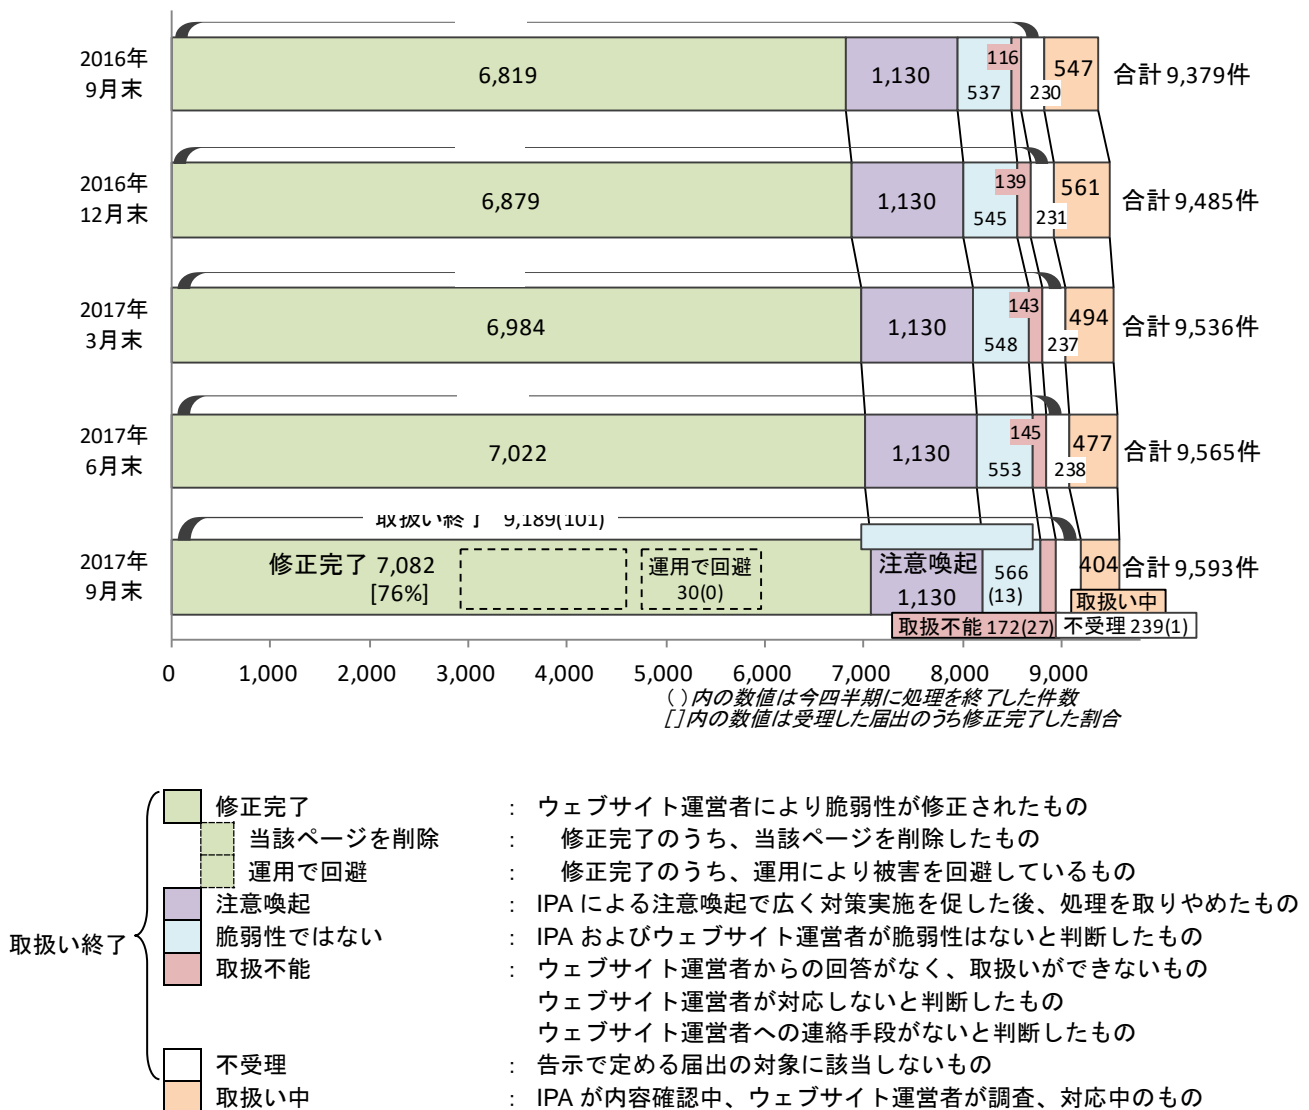 2016年
9月末
6,819
1,130
537
116
230
547
合計 9,379件
2016年
12月末
6,879
1,130
545
139
231
561
合計 9,485件
2017年
3月末
6,984
1,130
548
143
237
494
合計 9,536件
2017年
6月末
7,022
1,130
553
145
238
477
合計 9,565件
取扱い終了 9,189(101)
2017年
9月末
修正完了 7,082
[76%]
運用で回避
30(0)
注意喚起
1,130
566
(13)
404
合計 9,593件
取扱い中
取扱不能 172(27)
不受理 239(1)
0 1,000 2,000 3,000 4,000 5,000 6,000 7,000 8,000 9,000
( )内の数値は今四半期に処理を終了した件数
[ ]内の数値は受理した届出のうち修正完了した割合
取扱い終了
修正完了 : ウェブサイト運営者により脆弱性が修正されたもの
当該ページを削除 : 修正完了のうち、当該ページを削除したもの
運用で回避 : 修正完了のうち、運用により被害を回避しているもの
注意喚起 : IPA による注意喚起で広く対策実施を促した後、処理を取りやめたもの
脆弱性ではない : IPA およびウェブサイト運営者が脆弱性はないと判断したもの
取扱不能 : ウェブサイト運営者からの回答がなく、取扱いができないもの
ウェブサイト運営者が対応しないと判断したもの
ウェブサイト運営者への連絡手段がないと判断したもの
不受理 : 告示で定める届出の対象に該当しないもの
取扱い中 : IPA が内容確認中、ウェブサイト運営者が調査、対応中のもの